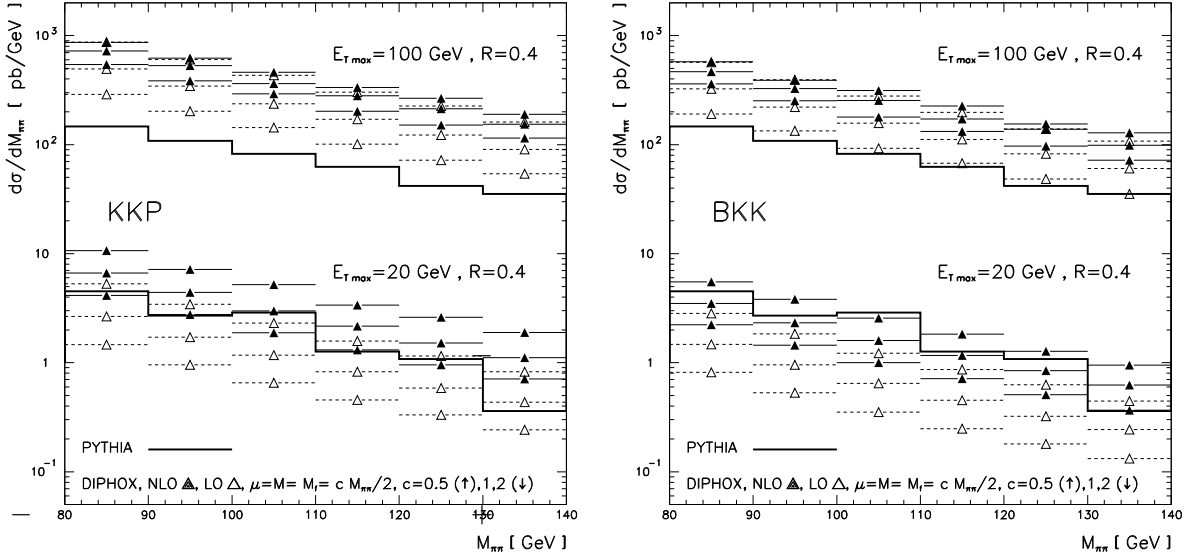 dσ/dM_ππ [ pb/GeV ]
10³
10²
10
1
10⁻¹
E_T max=100 GeV , R=0.4
KKP
E_T max=20 GeV , R=0.4
PYTHIA
DIPHOX, NLO ▲, LO △, μ=M= M_f= c M_ππ/2, c=0.5 (↑),1,2 (↓)
80 90 100 110 120 130 140
M_ππ [ GeV ]
dσ/dM_ππ [ pb/GeV ]
10³
10²
10
1
10⁻¹
E_T max=100 GeV , R=0.4
BKK
E_T max=20 GeV , R=0.4
PYTHIA
DIPHOX, NLO ▲, LO △, μ=M= M_f= c M_ππ/2, c=0.5 (↑),1,2 (↓)
80 90 100 110 120 130 140
M_ππ [ GeV ]